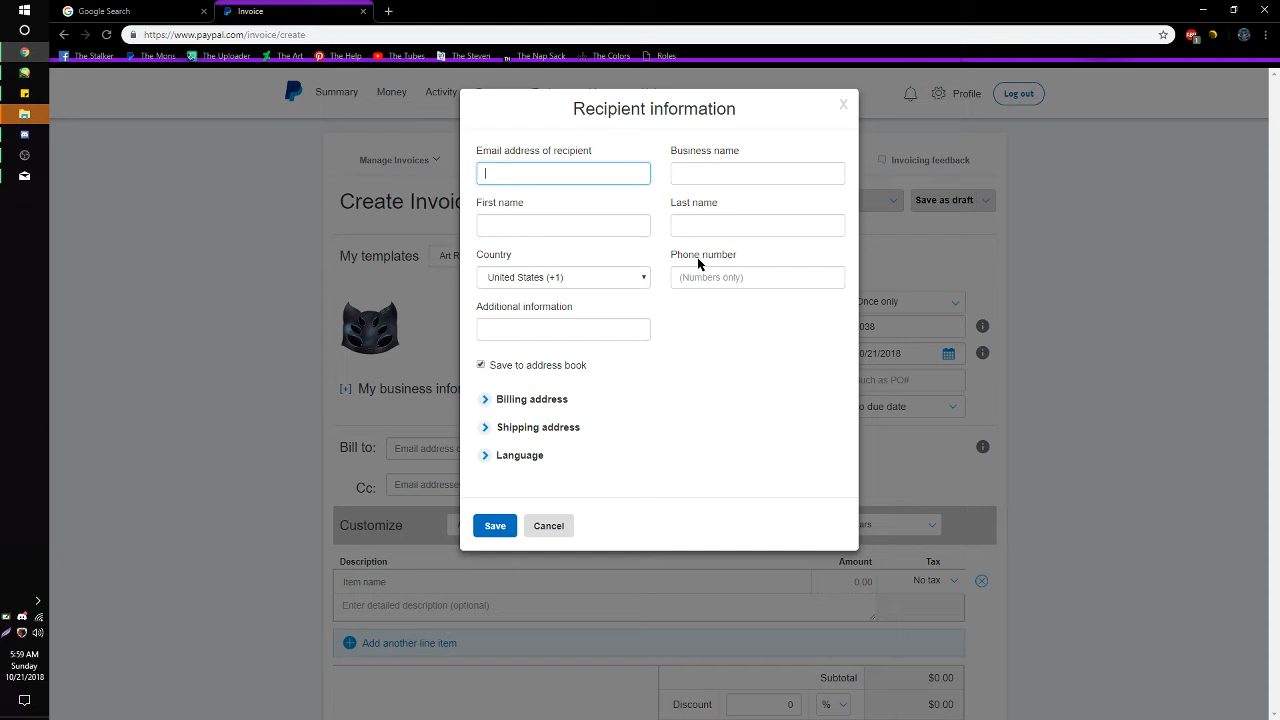 Google Search
Invoice
https://www.paypal.com/invoice/create
The Stalker
The Mons
The Uploader
The Art
The Help
The Tubes
The Steven
The Nap Sack
The Colors
Roles
Summary
Money
Activity
Profile
Log out
Recipient information
X
Manage Invoices
Invoicing feedback
Email address of recipient
Business name
Create Invoic
Save as draft
First name
Last name
My templates
Art R
Country
Phone number
United States (+1)
(Numbers only)
Once only
Additional information
038
0/21/2018
Save to address book
such as PO#
[+] My business infor
Billing address
o due date
Shipping address
Bill to:
Email address o
Language
Cc:
Email addresse
Customize
Save
Cancel
ars
Description
Amount
Tax
Item name
0.00
No tax
Enter detailed description (optional)
Add another line item
Subtotal
$0.00
Discount
0
%
$0.00
5:59 AM
Sunday
10/21/2018